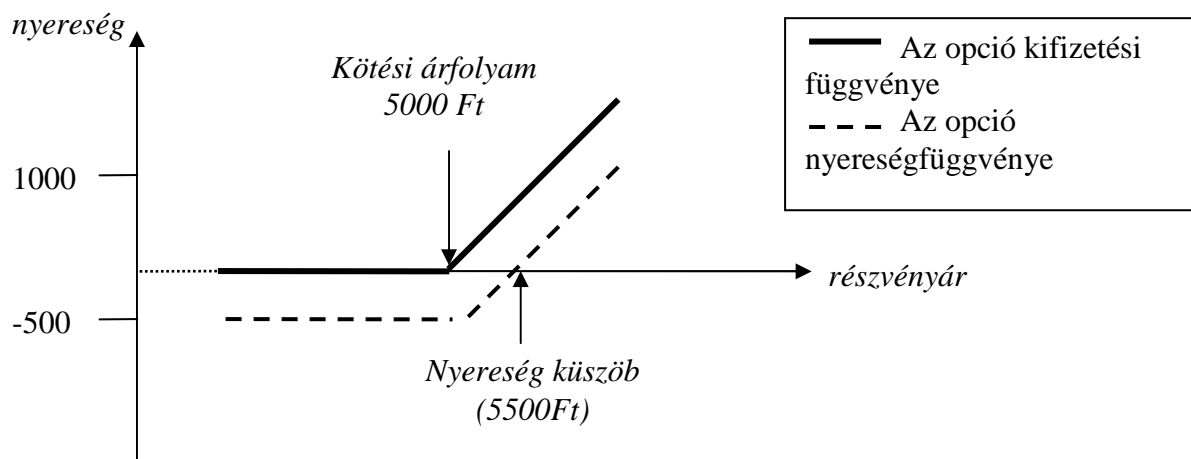 nyereség
Kötési árfolyam
5000 Ft
Az opció kifizetési
függvénye
Az opció
nyereségfüggvénye
1000
részvényár
-500
Nyereség küszöb
(5500Ft)